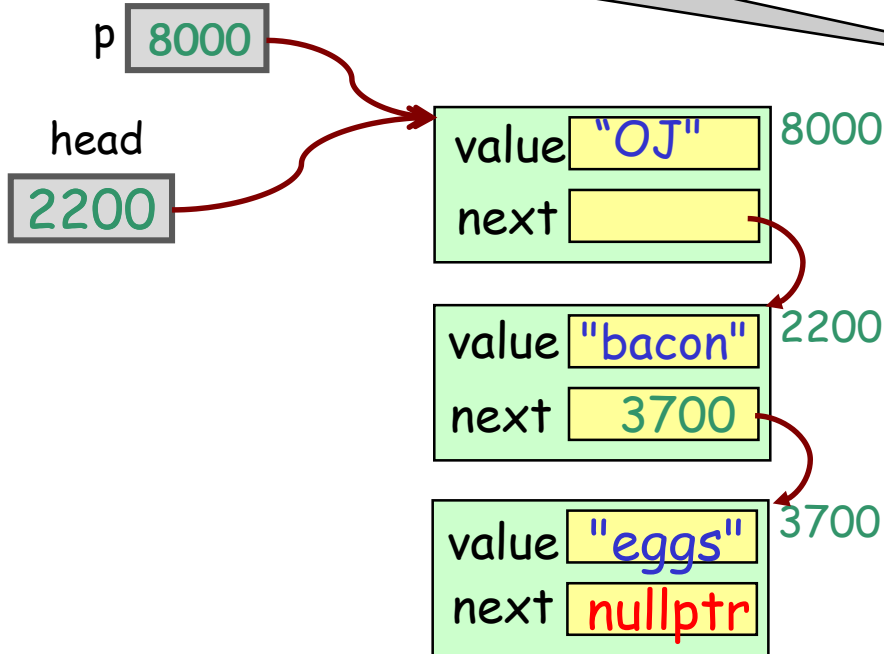 p 8000
head
2200
value “OJ" 8000
next
value "bacon" 2200
next 3700
value "eggs" 3700
next nullptr